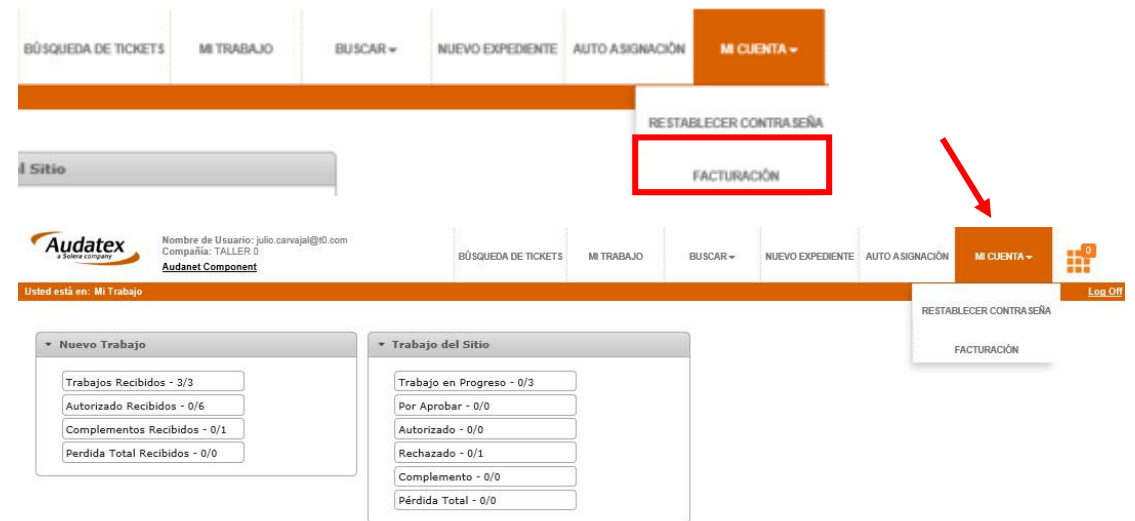 BÚSQUEDA DE TICKETS MI TRABAJO BUSCAR NUEVO EXPEDIENTE AUTO ASIGNACIÓN MI CUENTA
RESTABLECER CONTRASEÑA
FACTURACIÓN
l Sitio
Audatex
a Solera company
Nombre de Usuario: julio.carvajal@t0.com
Compañía: TALLER 0
Audanet Component
BÚSQUEDA DE TICKETS MI TRABAJO BUSCAR NUEVO EXPEDIENTE AUTO ASIGNACIÓN MI CUENTA 0
Usted está en: Mi Trabajo Log Off
RESTABLECER CONTRASEÑA
FACTURACIÓN
Nuevo Trabajo
Trabajos Recibidos - 3/3
Autorizado Recibidos - 0/6
Complementos Recibidos - 0/1
Perdida Total Recibidos - 0/0
Trabajo del Sitio
Trabajo en Progreso - 0/3
Por Aprobar - 0/0
Autorizado - 0/0
Rechazado - 0/1
Complemento - 0/0
Pérdida Total - 0/0